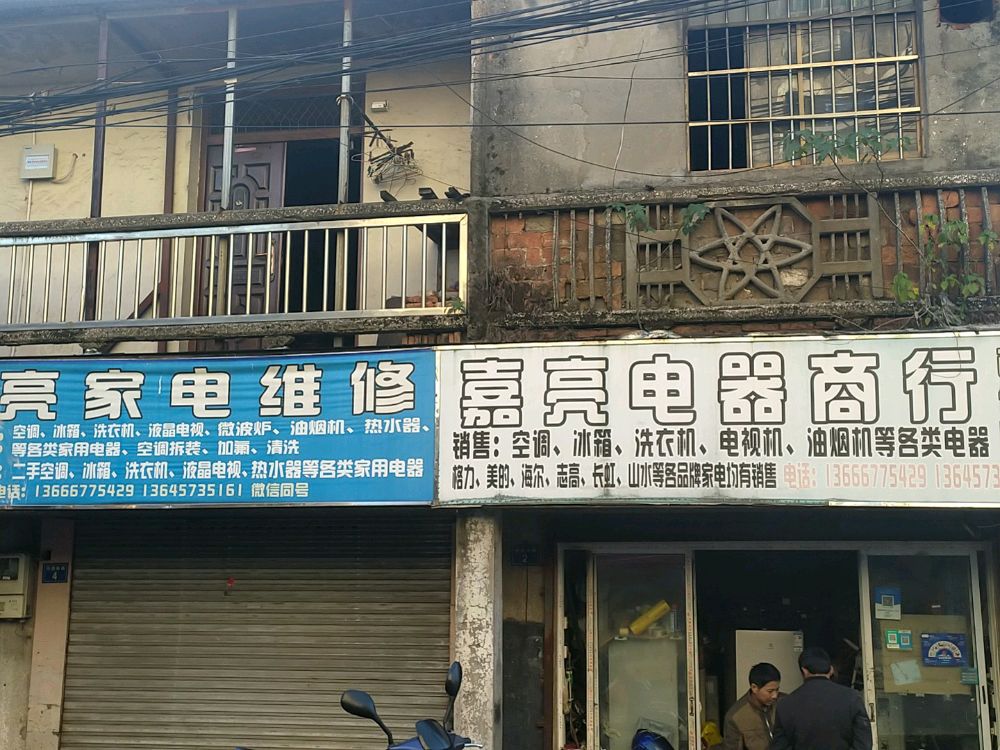 亮家电维修
空调、冰箱、洗衣机、液晶电视、微波炉、油烟机、热水器、
等各类家用电器、空调拆装、加氟、清洗
二手空调、冰箱、洗衣机、液晶电视、热水器等各类家用电器
电话：13666775429 13645735161 微信同号
嘉亮电器商行
销售：空调、冰箱、洗衣机、电视机、油烟机等各类电器
格力、美的、海尔、志高、长虹、山水等各品牌家电均有销售 电话：13666775429 1364573
4
2